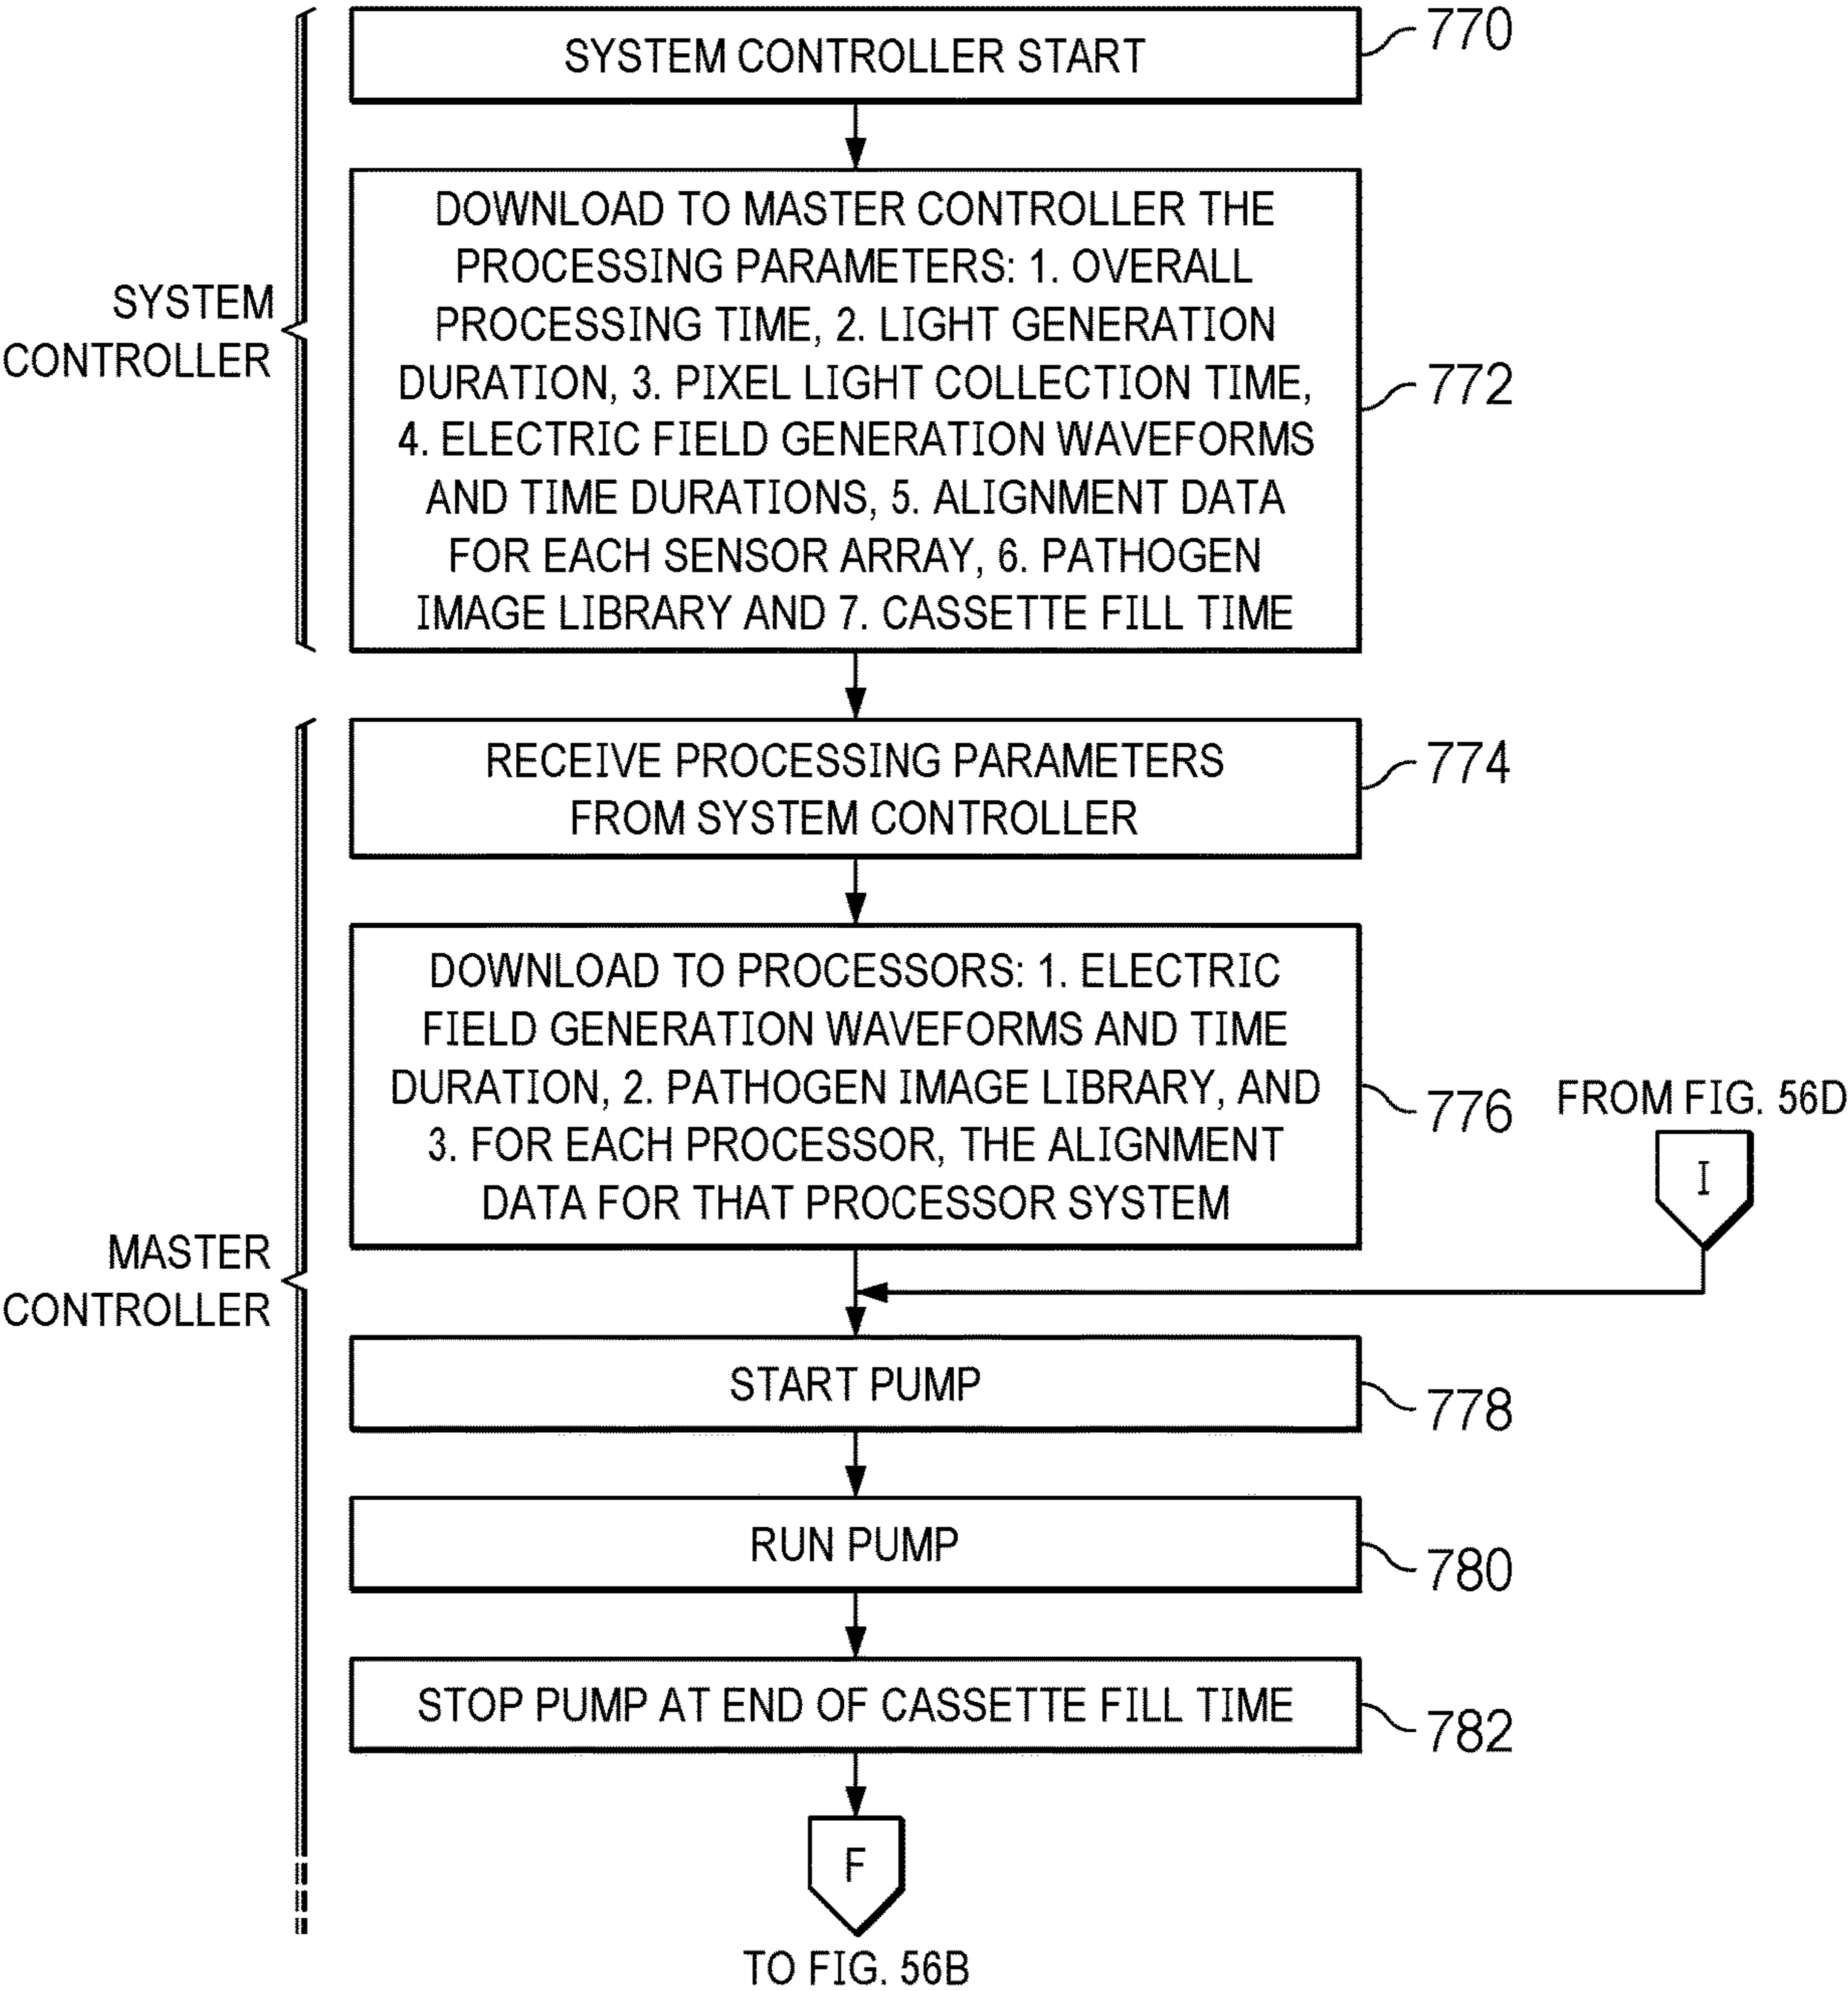 SYSTEM CONTROLLER START
770
DOWNLOAD TO MASTER CONTROLLER THE
PROCESSING PARAMETERS: 1. OVERALL
PROCESSING TIME, 2. LIGHT GENERATION
DURATION, 3. PIXEL LIGHT COLLECTION TIME,
4. ELECTRIC FIELD GENERATION WAVEFORMS
AND TIME DURATIONS, 5. ALIGNMENT DATA
FOR EACH SENSOR ARRAY, 6. PATHOGEN
IMAGE LIBRARY AND 7. CASSETTE FILL TIME
772
SYSTEM
CONTROLLER
RECEIVE PROCESSING PARAMETERS
FROM SYSTEM CONTROLLER
774
DOWNLOAD TO PROCESSORS: 1. ELECTRIC
FIELD GENERATION WAVEFORMS AND TIME
DURATION, 2. PATHOGEN IMAGE LIBRARY, AND
3. FOR EACH PROCESSOR, THE ALIGNMENT
DATA FOR THAT PROCESSOR SYSTEM
776
FROM FIG. 56D
I
MASTER
CONTROLLER
START PUMP
778
RUN PUMP
780
STOP PUMP AT END OF CASSETTE FILL TIME
782
F
TO FIG. 56B